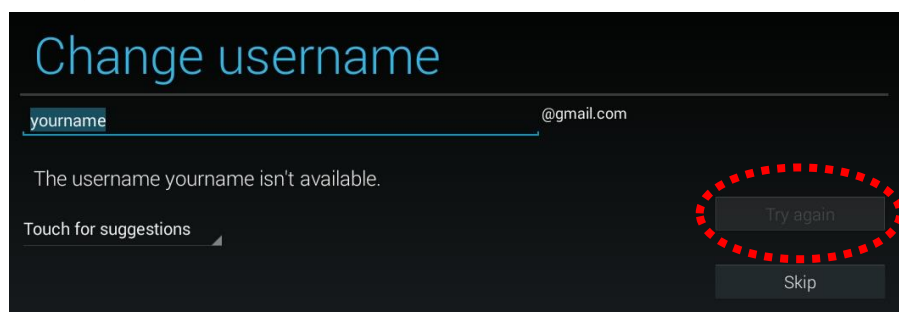 Change username
yourname @gmail.com
The username yourname isn't available.
Touch for suggestions
Try again
Skip